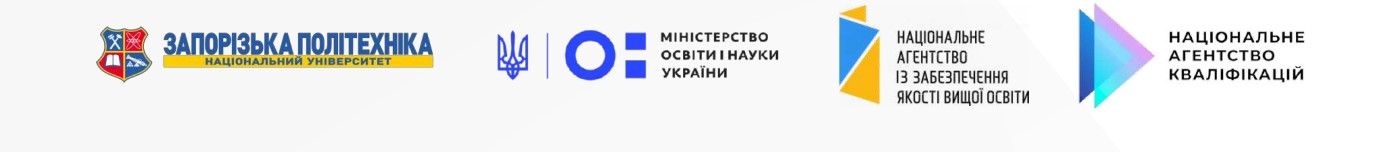 ЗАПОРІЗЬКА ПОЛІТЕХНІКА
НАЦІОНАЛЬНИЙ УНІВЕРСИТЕТ
МІНІСТЕРСТВО
ОСВІТИ І НАУКИ
УКРАЇНИ
НАЦІОНАЛЬНЕ
АГЕНТСТВО
ІЗ ЗАБЕЗПЕЧЕННЯ
ЯКОСТІ ВИЩОЇ ОСВІТИ
НАЦІОНАЛЬНЕ
АГЕНТСТВО
КВАЛІФІКАЦІЙ